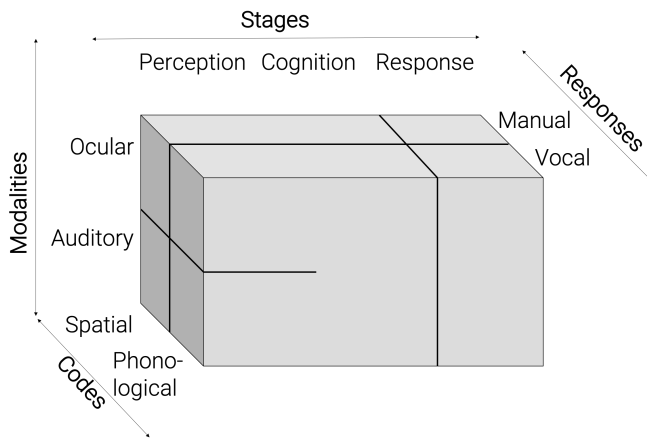 Stages
Perception Cognition Response
Responses
Manual
Vocal
Modalities
Ocular
Auditory
Spatial
Phono-
logical
Codes